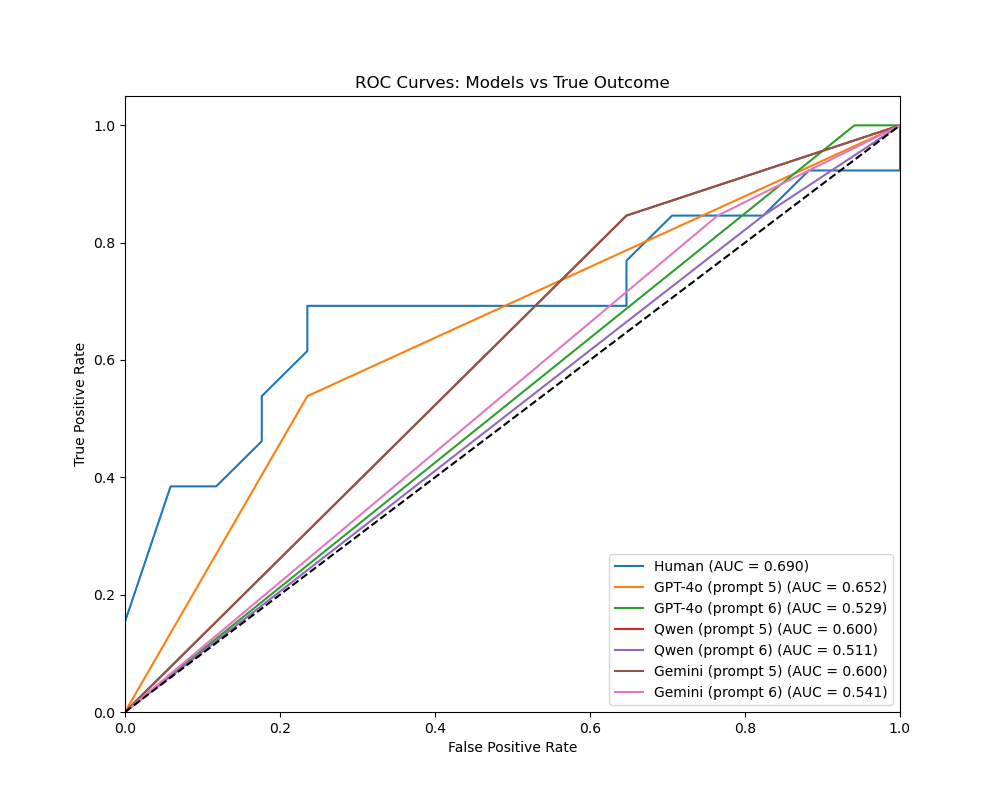 ROC Curves: Models vs True Outcome
True Positive Rate
1.0
0.8
0.6
0.4
0.2
0.0
0.0 0.2 0.4 0.6 0.8 1.0
False Positive Rate
Human (AUC = 0.690)
GPT-4o (prompt 5) (AUC = 0.652)
GPT-4o (prompt 6) (AUC = 0.529)
Qwen (prompt 5) (AUC = 0.600)
Qwen (prompt 6) (AUC = 0.511)
Gemini (prompt 5) (AUC = 0.600)
Gemini (prompt 6) (AUC = 0.541)